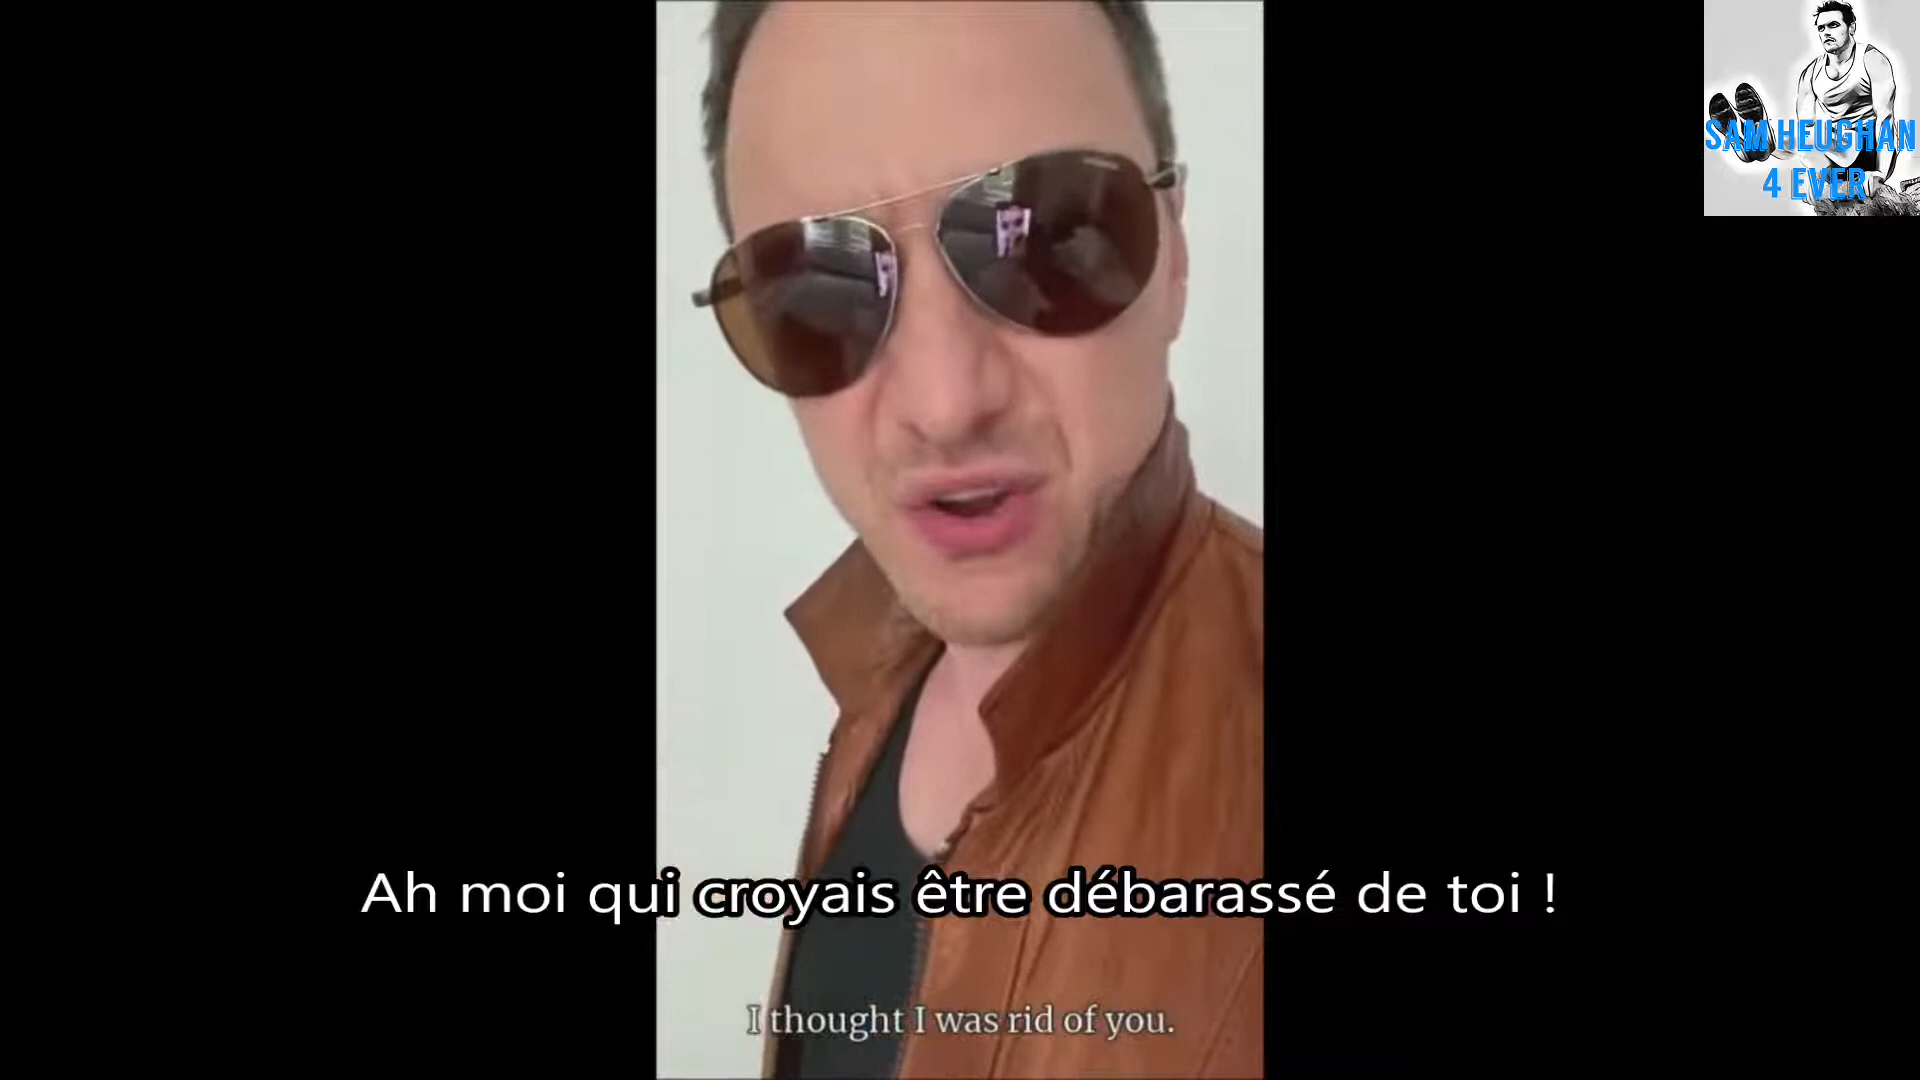 SAM HEUGHAN
4 EVER
Ah moi qui croyais être débarassé de toi !
I thought I was rid of you.